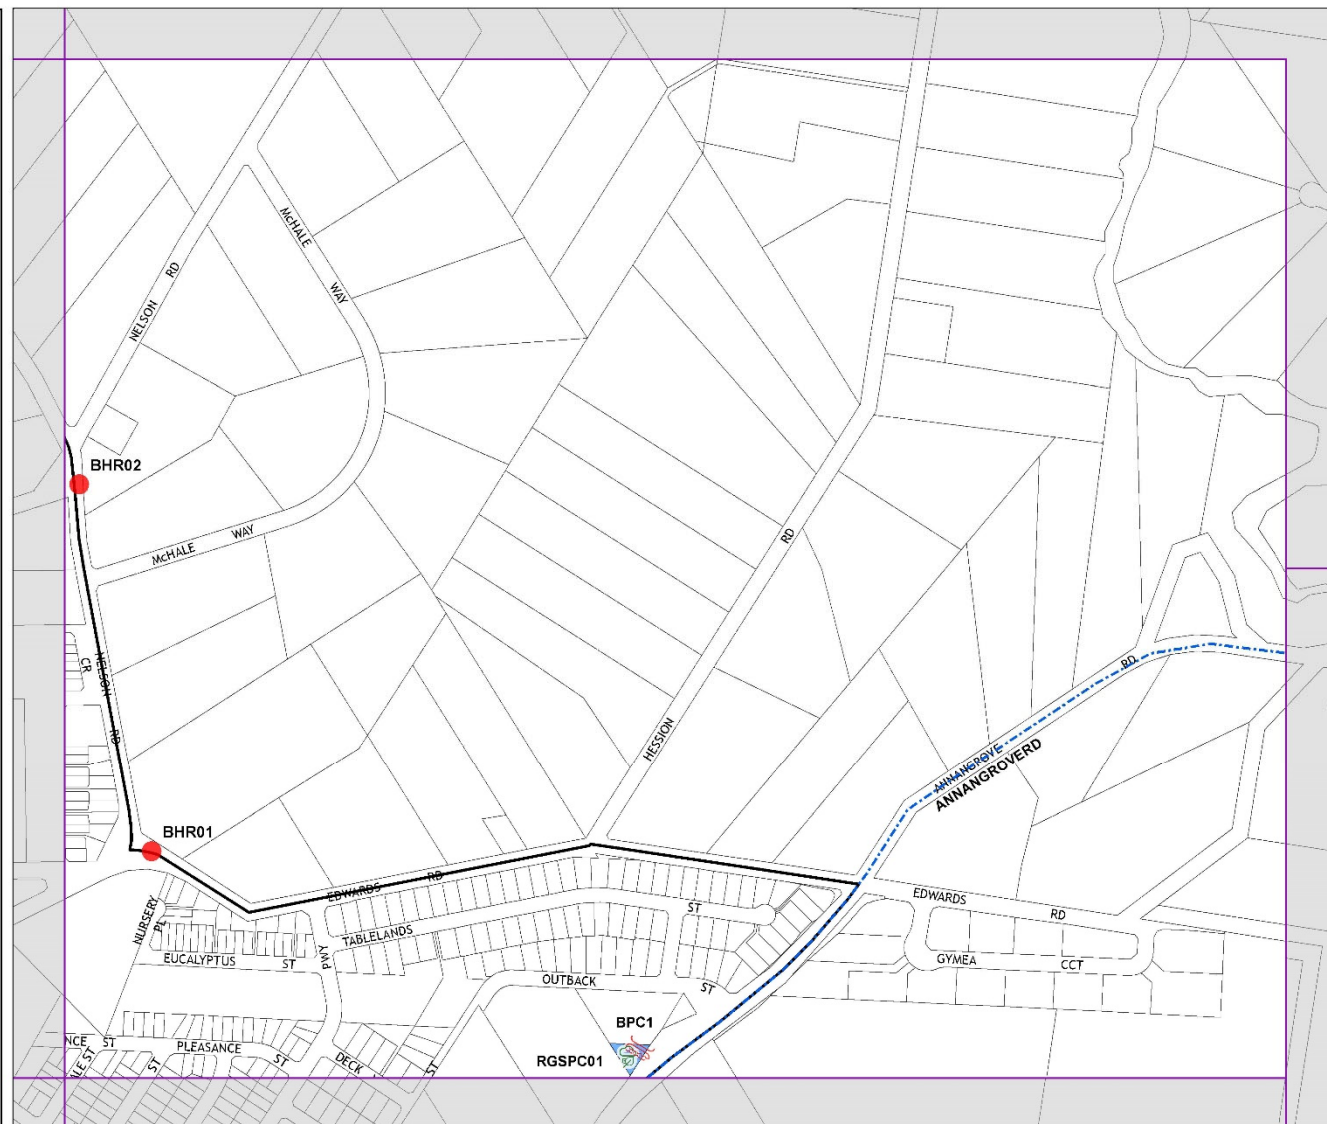 McHALE
WAY
NELSON
RD
BHR02
McHALE
WAY
RD
CR
NELSON
RD
RD
HESSION
ANNANGROVE
ANNANGROVERD
BHR01
EDWARDS
RD
EDWARDS
RD
NURSERY
PL
TABLELANDS
ST
PWY
EUCALYPTUS
ST
GYMEA
CCT
OUTBACK
ST
BPC1
RGSPC01
NCE
ST
PLEASANCE
ST
DECK
ST
ALE ST
ST